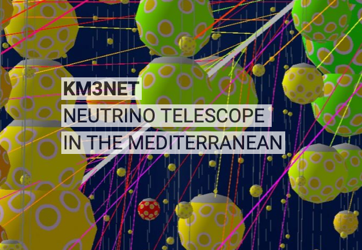 KM3NET
NEUTRINO TELESCOPE
IN THE MEDITERRANEAN